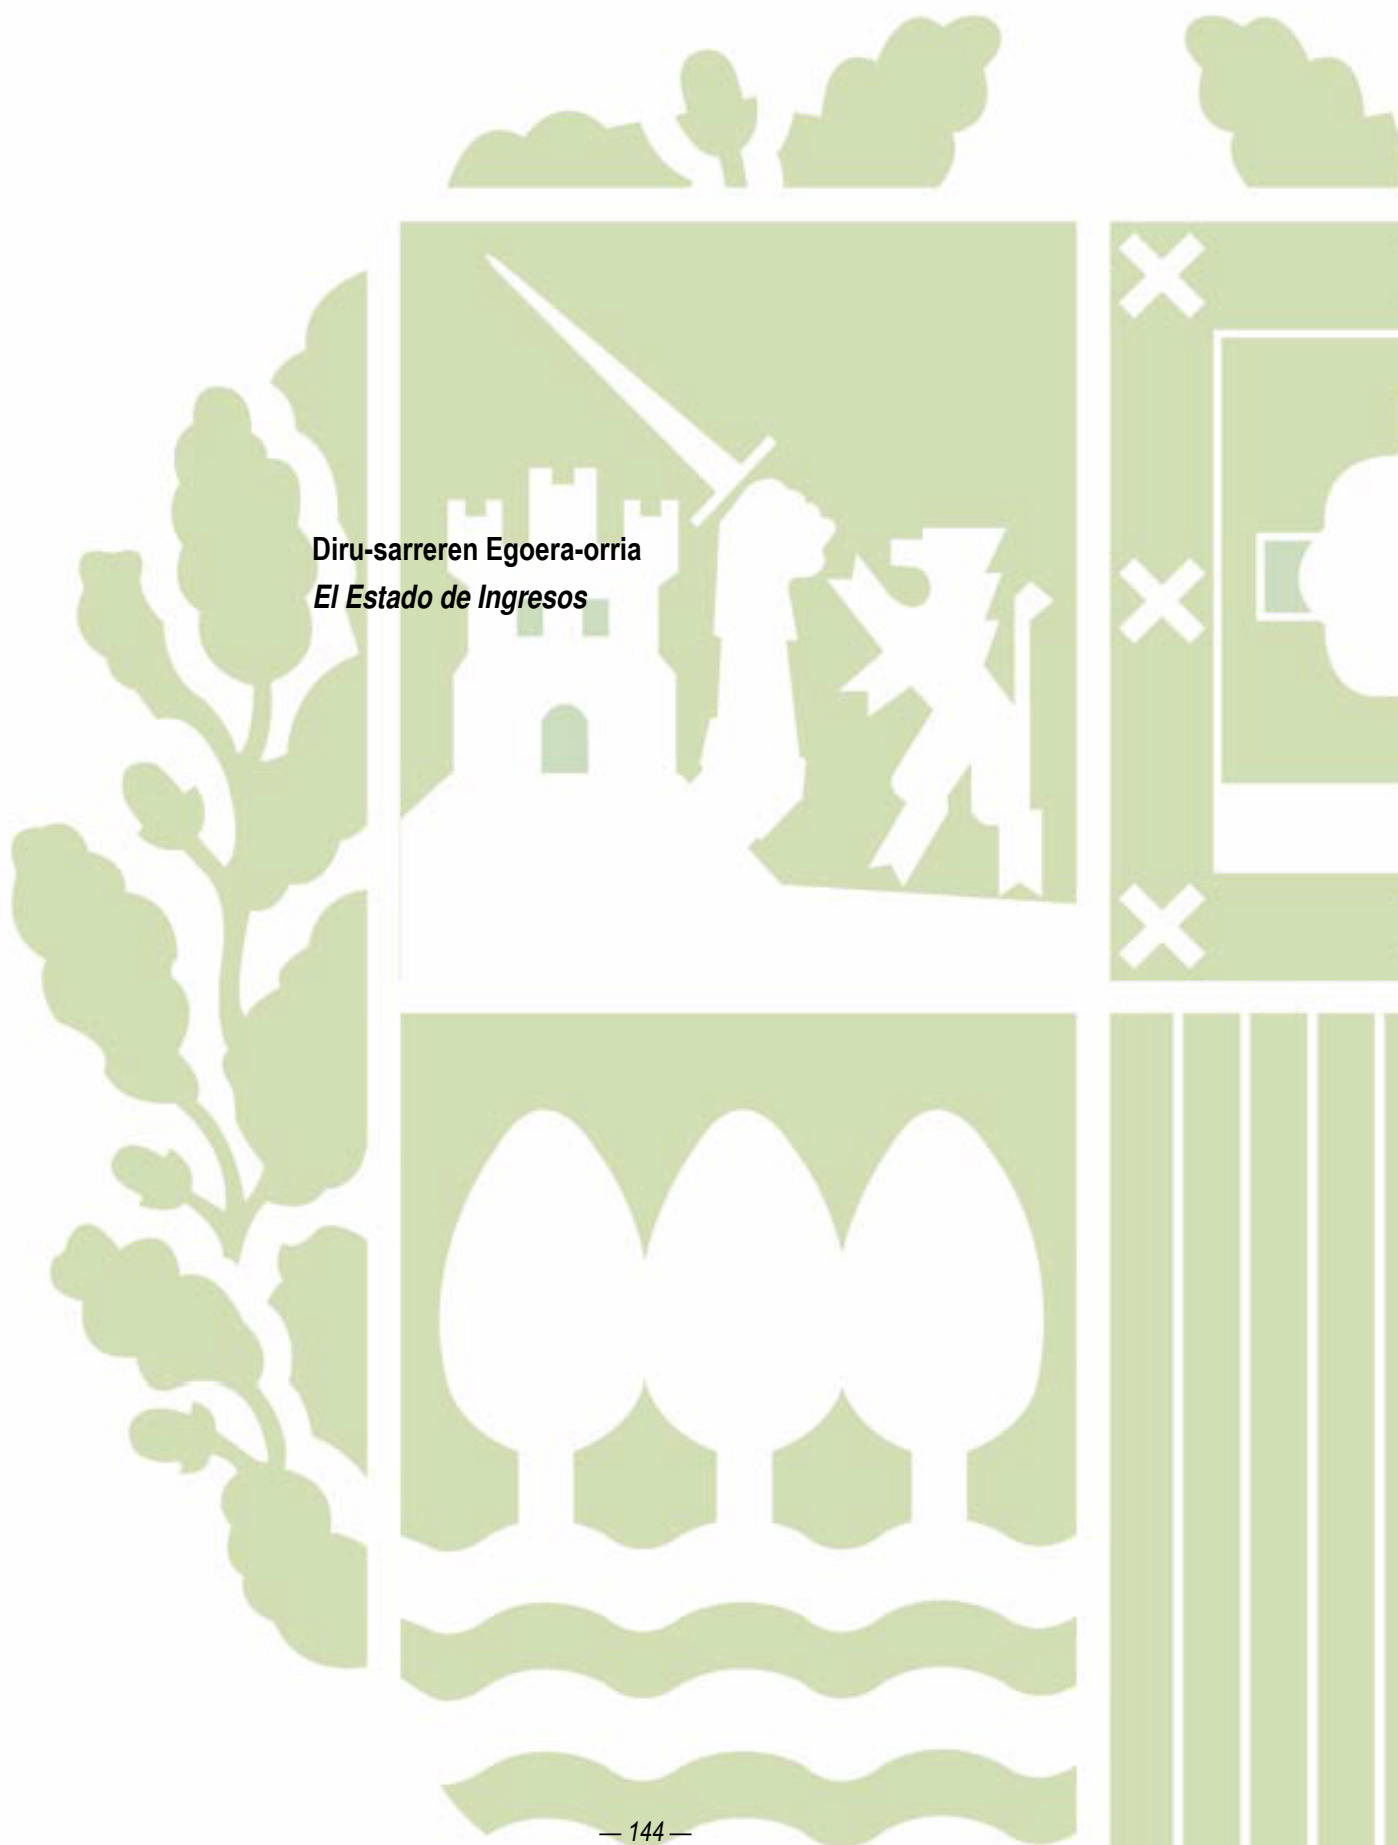 Diru-sarreren Egoera-orria
El Estado de Ingresos
— 144 —